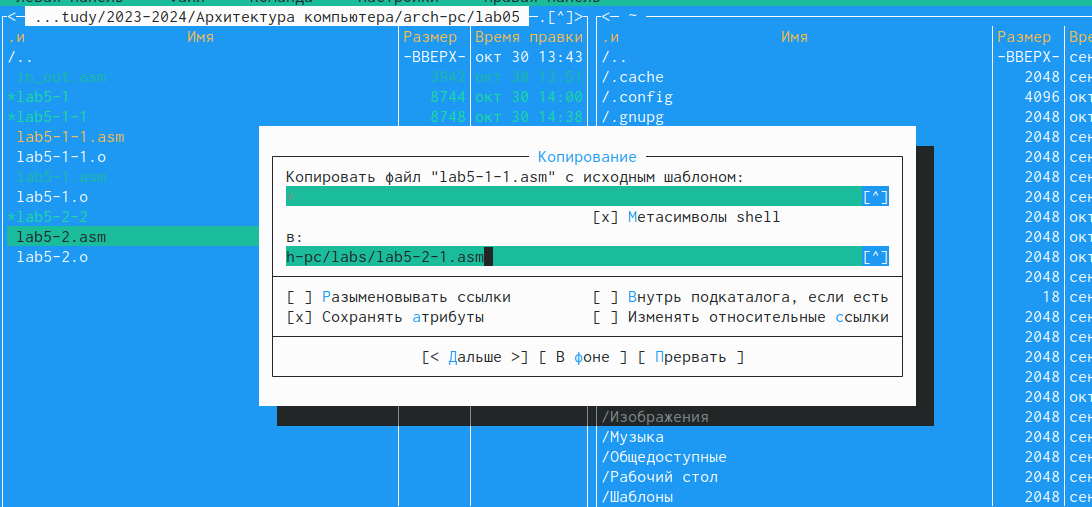 Левая панель Файл Команда Настройки Правая панель
<— ...tudy/2023-2024/Архитектура компьютера/arch-pc/lab05 —.[^]> <— ~
.и Имя Размер Время правки .и Имя Размер Время
/.. -ВВЕРХ- окт 30 13:43 /.. -ВВЕРХ- сен
in_out.asm 3942 окт 30 13:51 /.cache 2048 сен
*lab5-1 8744 окт 30 14:00 /.config 4096 окт
*lab5-1-1 8748 окт 30 14:38 /.gnupg 2048 окт
lab5-1-1.asm 2048 сен
Копирование
lab5-1-1.o 2048 сен
lab5-1.asm Копировать файл "lab5-1-1.asm" с исходным шаблоном: 2048 сен
lab5-1.o [^] 2048 сен
*lab5-2-2 [x] Метасимволы shell 2048 окт
lab5-2.asm в: 2048 окт
lab5-2.o h-pc/labs/lab5-2-1.asm [^] 2048 окт
2048 сен
[ ] Разыменовывать ссылки [ ] Внутрь подкаталога, если есть 18 сен
[x] Сохранять атрибуты [ ] Изменять относительные ссылки 2048 сен
2048 сен
[< Дальше >] [ В фоне ] [ Прервать ] 2048 сен
2048 сен
2048 окт
/Изображения 2048 сен
/Музыка 2048 сен
/Общедоступные 2048 сен
/Рабочий стол 2048 сен
/Шаблоны 2048 сен